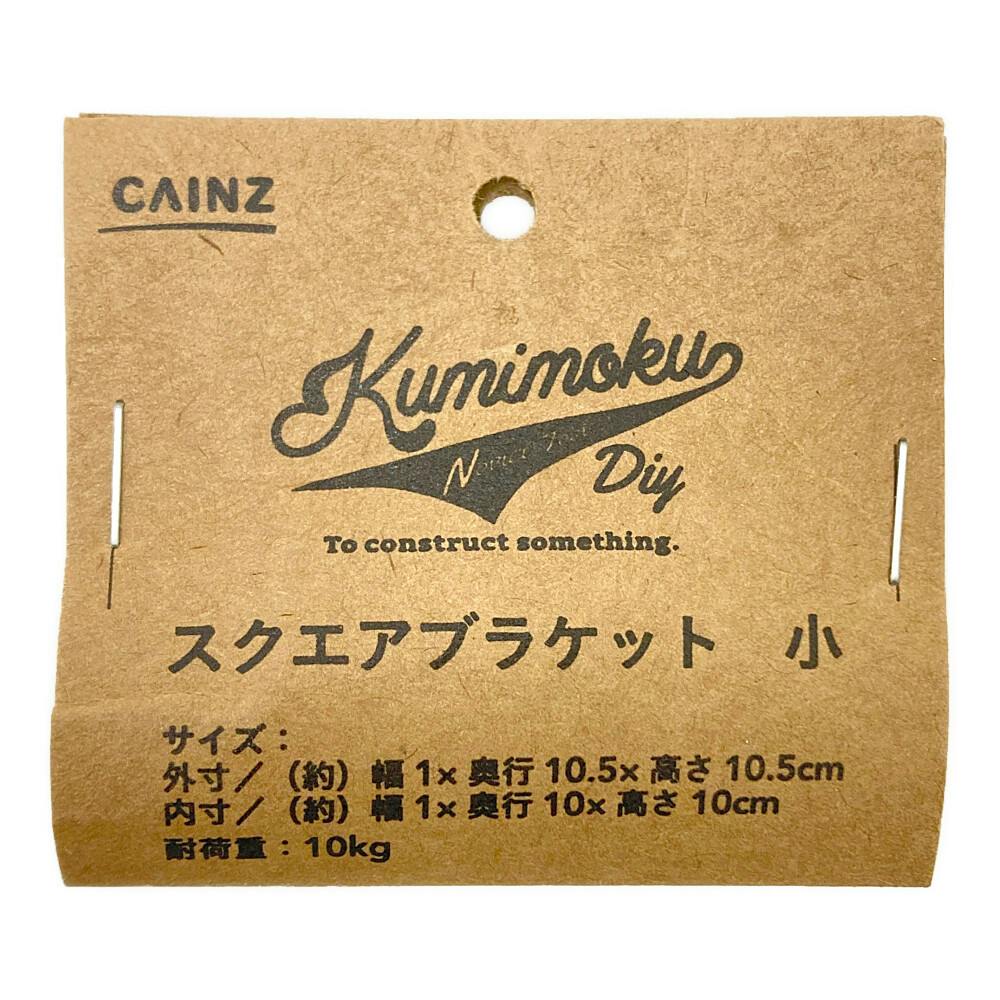 CAINZ
Kumimoku
Novice Tool
Diy
To construct something.
スクエアブラケット 小
サイズ：
外寸／（約）幅 1× 奥行 10.5× 高さ 10.5cm
内寸／（約）幅 1× 奥行 10× 高さ 10cm
耐荷重：10kg